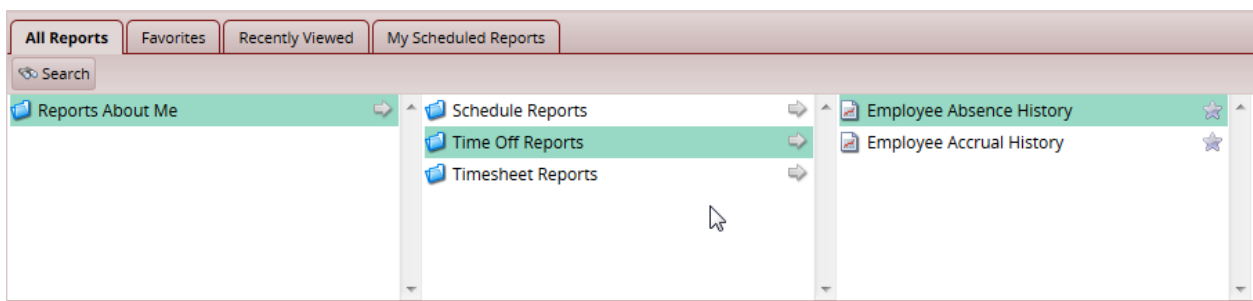 All Reports Favorites Recently Viewed My Scheduled Reports
Search
Reports About Me
Schedule Reports
Time Off Reports
Timesheet Reports
Employee Absence History
Employee Accrual History